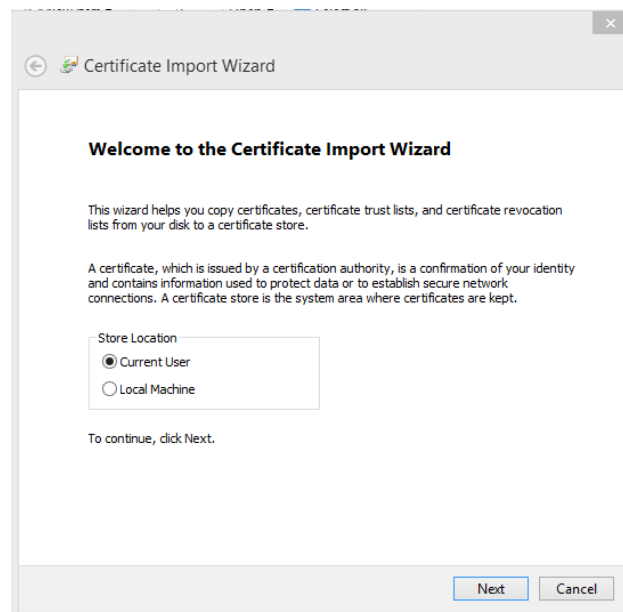 Certificate Import Wizard
Welcome to the Certificate Import Wizard
This wizard helps you copy certificates, certificate trust lists, and certificate revocation
lists from your disk to a certificate store.
A certificate, which is issued by a certification authority, is a confirmation of your identity
and contains information used to protect data or to establish secure network
connections. A certificate store is the system area where certificates are kept.
Store Location
Current User
Local Machine
To continue, click Next.
Next Cancel